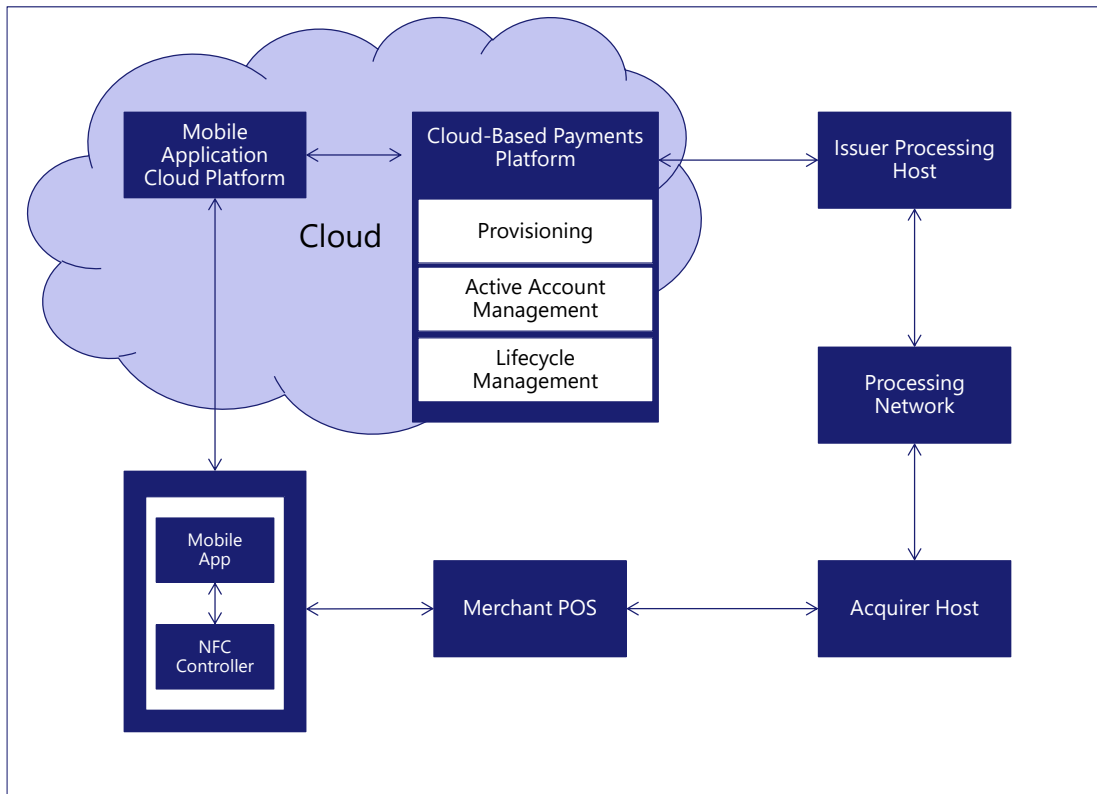 Mobile
Application
Cloud Platform
Cloud-Based Payments
Platform
Issuer Processing
Host
Cloud
Provisioning
Active Account
Management
Lifecycle
Management
Processing
Network
Mobile
App
NFC
Controller
Merchant POS
Acquirer Host